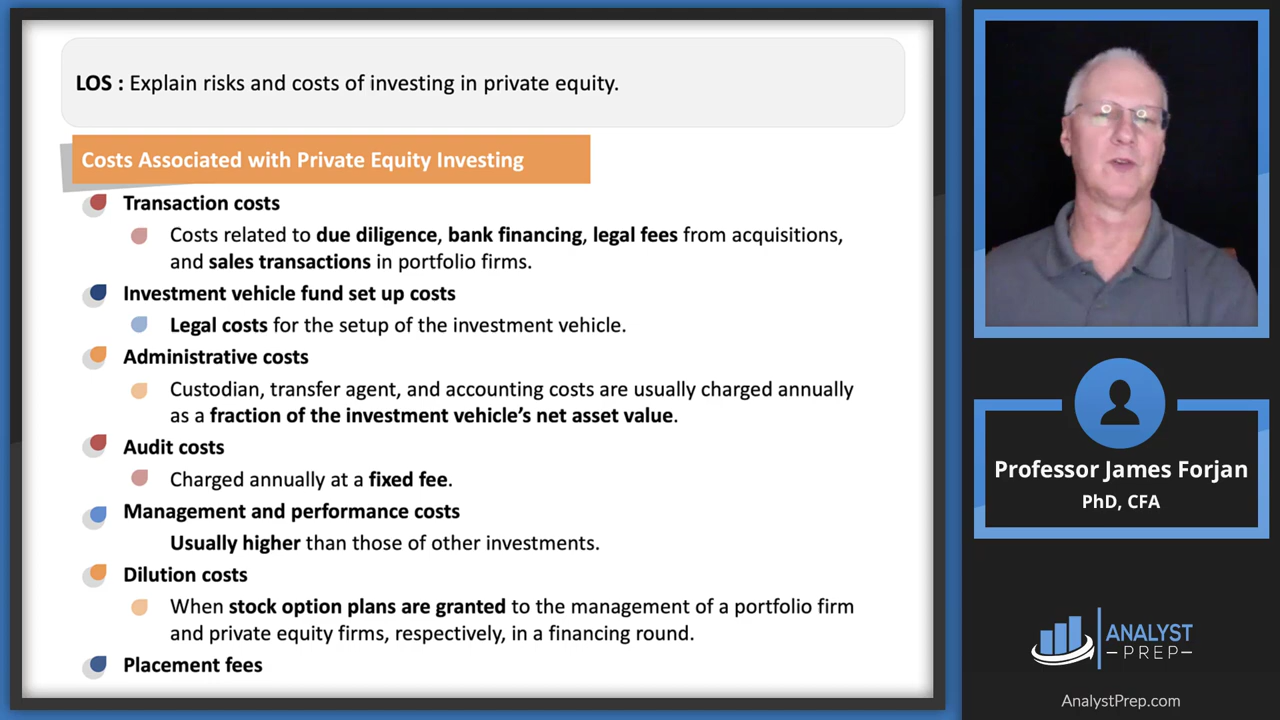 LOS : Explain risks and costs of investing in private equity.
Costs Associated with Private Equity Investing
Transaction costs
Costs related to due diligence, bank financing, legal fees from acquisitions,
and sales transactions in portfolio firms.
Investment vehicle fund set up costs
Legal costs for the setup of the investment vehicle.
Administrative costs
Custodian, transfer agent, and accounting costs are usually charged annually
as a fraction of the investment vehicle’s net asset value.
Audit costs
Charged annually at a fixed fee.
Management and performance costs
Usually higher than those of other investments.
Dilution costs
When stock option plans are granted to the management of a portfolio firm
and private equity firms, respectively, in a financing round.
Placement fees
Professor James Forjan
PhD, CFA
ANALYST
PREP
AnalystPrep.com